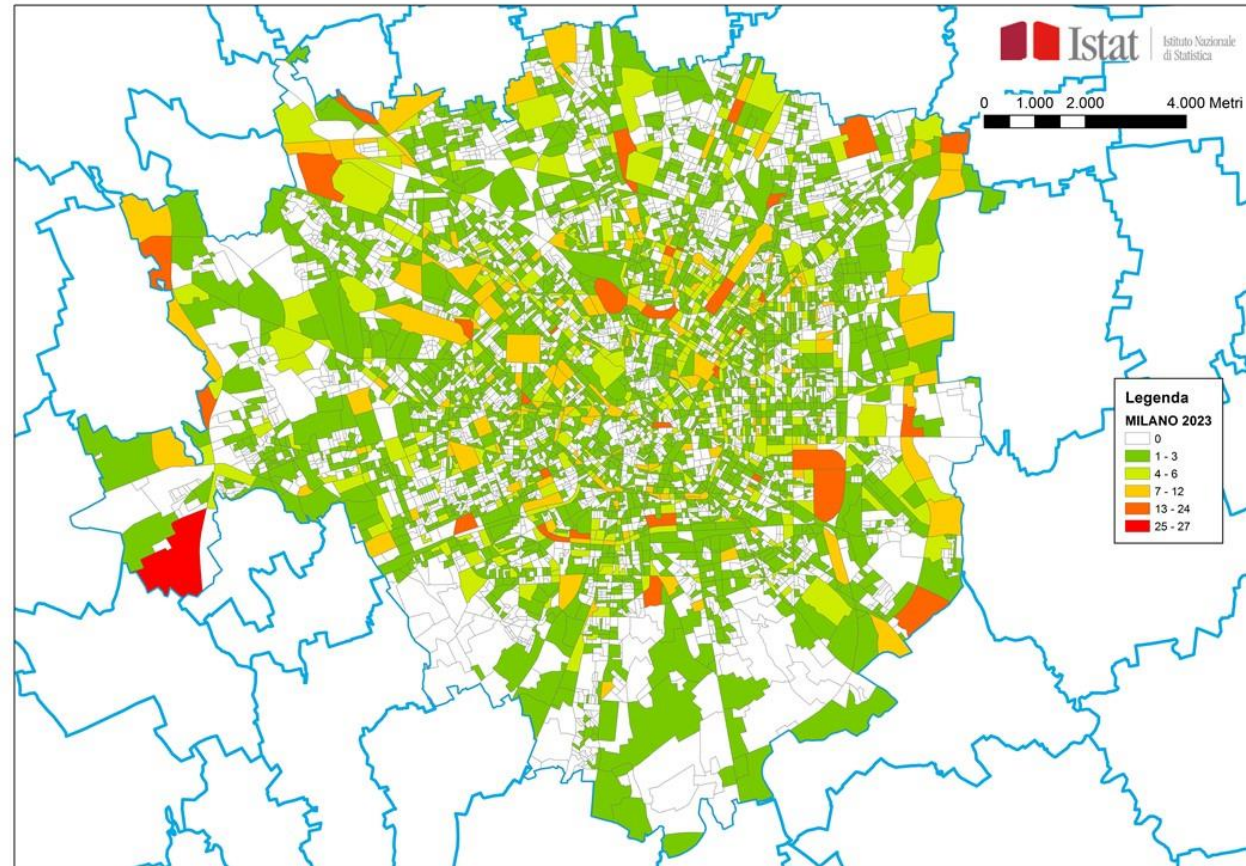 Istat
Istituto Nazionale
di Statistica
0 1.000 2.000 4.000 Metri
Legenda
MILANO 2023
0
1 - 3
4 - 6
7 - 12
13 - 24
25 - 27